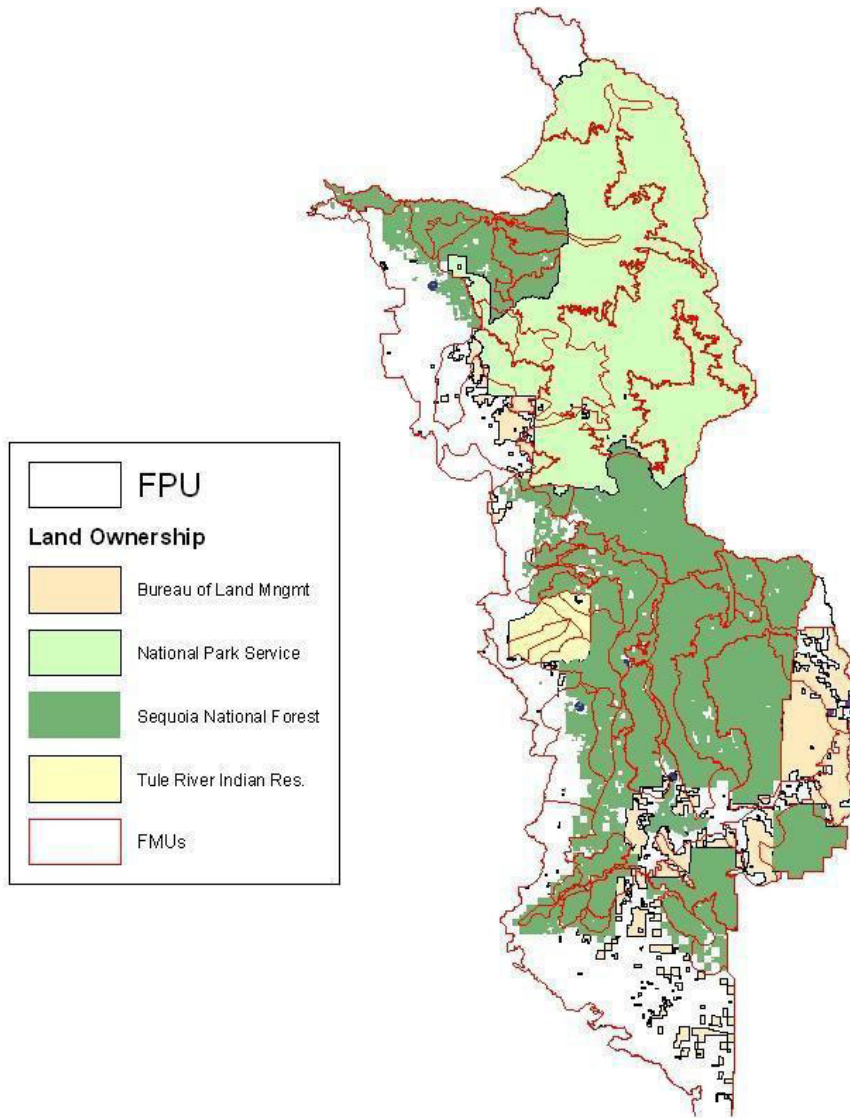 FPU
Land Ownership
Bureau of Land Mngmt
National Park Service
Sequoia National Forest
Tule River Indian Res.
FMUs